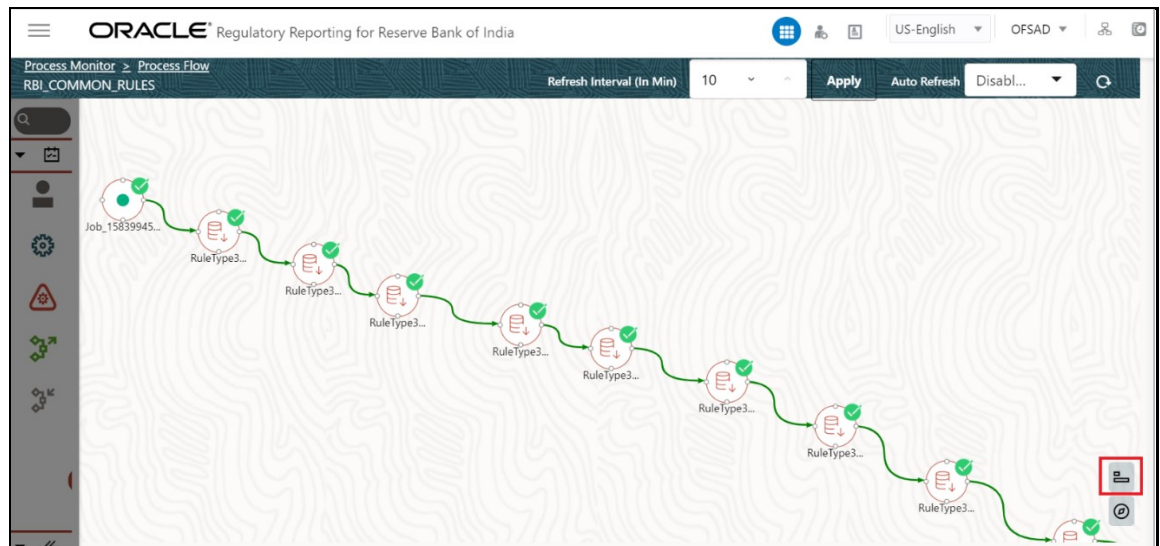 ORACLE® Regulatory Reporting for Reserve Bank of India
US-English
OFSAD
Process Monitor > Process Flow
RBI_COMMON_RULES
Refresh Interval (In Min)
10
Apply
Auto Refresh
Disabl...
Job_15839945...
RuleType3...
RuleType3...
RuleType3...
RuleType3...
RuleType3...
RuleType3...
RuleType3...
RuleType3...